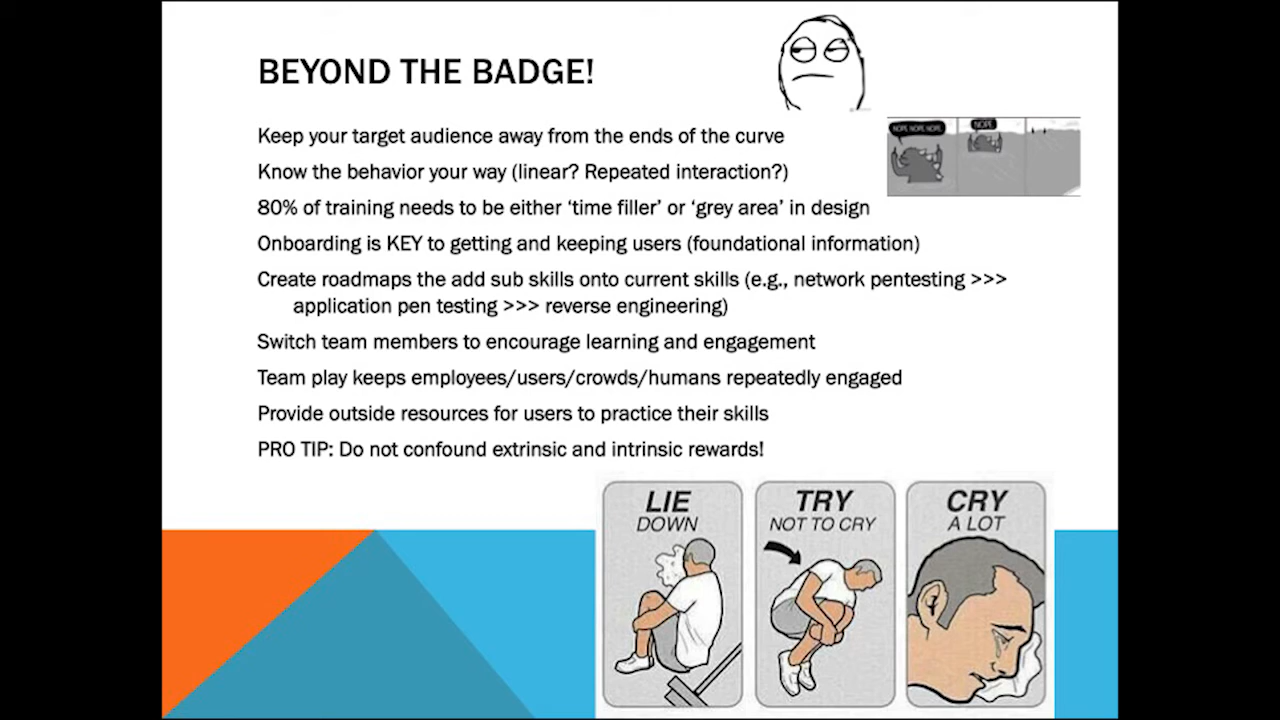 BEYOND THE BADGE!
NOPE NOPE NOPE
NOPE
Keep your target audience away from the ends of the curve
Know the behavior your way (linear? Repeated interaction?)
80% of training needs to be either ‘time filler’ or ‘grey area’ in design
Onboarding is KEY to getting and keeping users (foundational information)
Create roadmaps the add sub skills onto current skills (e.g., network pentesting >>>
application pen testing >>> reverse engineering)
Switch team members to encourage learning and engagement
Team play keeps employees/users/crowds/humans repeatedly engaged
Provide outside resources for users to practice their skills
PRO TIP: Do not confound extrinsic and intrinsic rewards!
LIE
DOWN
TRY
NOT TO CRY
CRY
A LOT